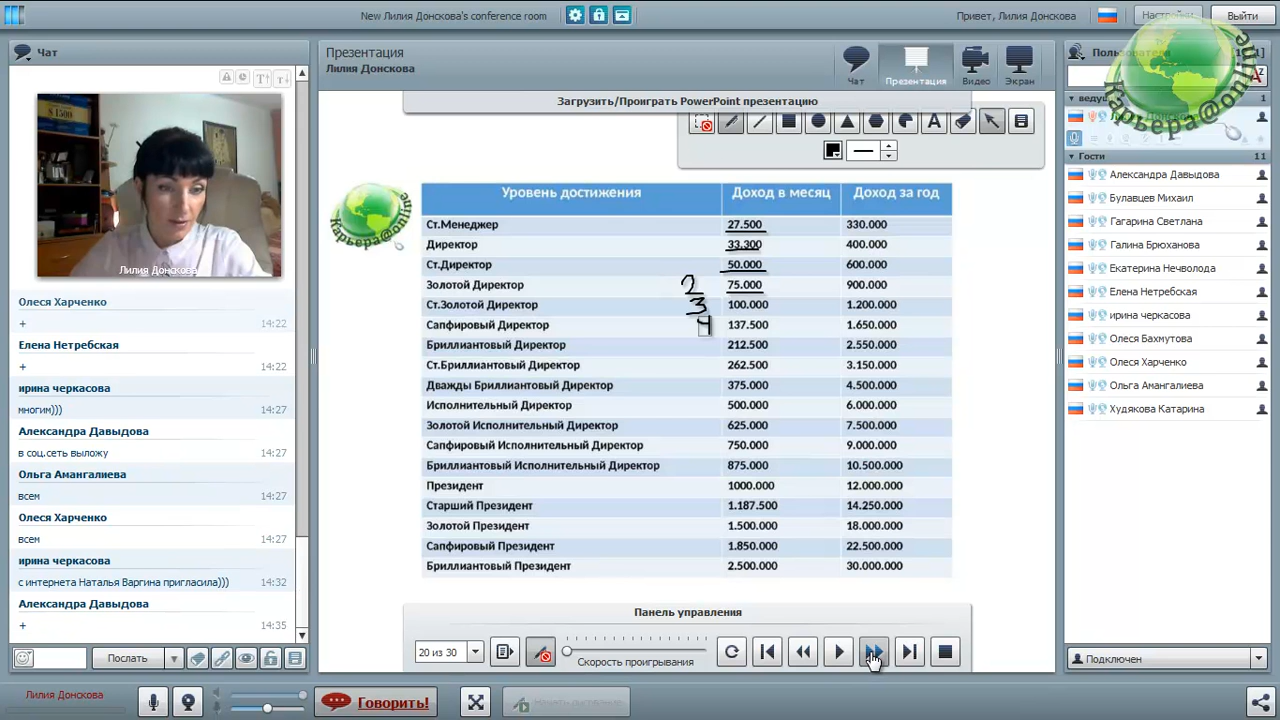 New Лилия Донскова's conference room
Привет, Лилия Донскова
Настройки
Выйти
Чат
Лилия Донскова
Олеся Харченко
+ 14:22
Елена Нетребская
+ 14:22
ирина черкасова
многим))) 14:27
Александра Давыдова
в соц.сеть выложу 14:27
Ольга Амангалиева
всем 14:27
Олеся Харченко
всем 14:27
ирина черкасова
с интернета Наталья Варгина пригласила))) 14:32
Александра Давыдова
+ 14:35
Послать
Презентация
Лилия Донскова
Чат
Презентация
Видео
Экран
Загрузить/Проиграть PowerPoint презентацию
Карьера@online
Уровень достижения Доход в месяц Доход за год
Ст.Менеджер 27.500 330.000
Директор 33.300 400.000
Ст.Директор 50.000 600.000
Золотой Директор 75.000 900.000
Ст.Золотой Директор 100.000 1.200.000
Сапфировый Директор 137.500 1.650.000
Бриллиантовый Директор 212.500 2.550.000
Ст.Бриллиантовый Директор 262.500 3.150.000
Дважды Бриллиантовый Директор 375.000 4.500.000
Исполнительный Директор 500.000 6.000.000
Золотой Исполнительный Директор 625.000 7.500.000
Сапфировый Исполнительный Директор 750.000 9.000.000
Бриллиантовый Исполнительный Директор 875.000 10.500.000
Президент 1000.000 12.000.000
Старший Президент 1.187.500 14.250.000
Золотой Президент 1.500.000 18.000.000
Сапфировый Президент 1.850.000 22.500.000
Бриллиантовый Президент 2.500.000 30.000.000
2
3
4
Панель управления
20 из 30
Скорость проигрывания
Карьера@online
ведущ 1
Гости 11
Александра Давыдова
Булавцев Михаил
Гагарина Светлана
Галина Брюханова
Екатерина Нечволода
Елена Нетребская
ирина черкасова
Олеся Бахмутова
Олеся Харченко
Ольга Амангалиева
Худякова Катарина
Подключен
Лилия Донскова
Говорить!